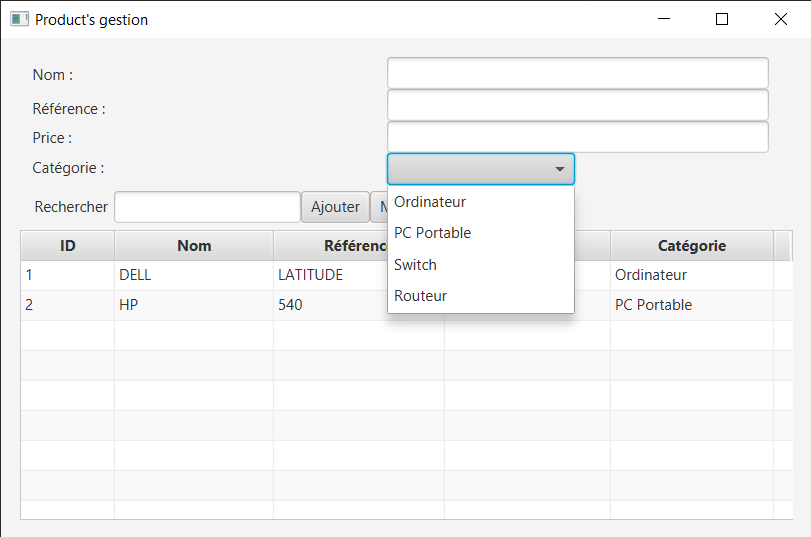 Product's gestion
Nom :
Référence :
Price :
Catégorie :
Rechercher Ajouter
Ordinateur
PC Portable
Switch
Routeur
ID Nom Référenc Catégorie
1 DELL LATITUDE Ordinateur
2 HP 540 PC Portable